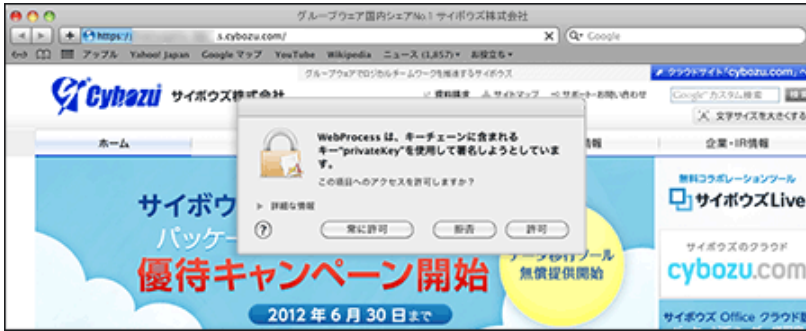 グループウェア国内シェアNo.1 サイボウズ株式会社
https:/
s.cybozu.com/
Google
アップル Yahoo! Japan Google マップ YouTube Wikipedia ニュース (1,857) お役立ち
グループウェアでロジカルチームワークを推進するサイボウズ
クラウドサイト「cybozu.com」へ
Cybozu サイボウズ株式会社
資料請求 サイトマップ サポート・お問い合わせ
Google カスタム検索 検索
文字サイズを大きくする
ホーム
情報
企業・IR情報
WebProcess は、キーチェーンに含まれる
キー"privateKey"を使用して署名しようとしていま
す。
この項目へのアクセスを許可しますか?
詳細な情報
?
常に許可 拒否 許可
サイボウ
パッケー
優待キャンペーン開始
2012 年 6 月 30 日まで
データ移行ツール
無償提供開始
無料コラボレーションツール
サイボウズLive
サイボウズのクラウド
cybozu.com
サイボウズ Office クラウド版